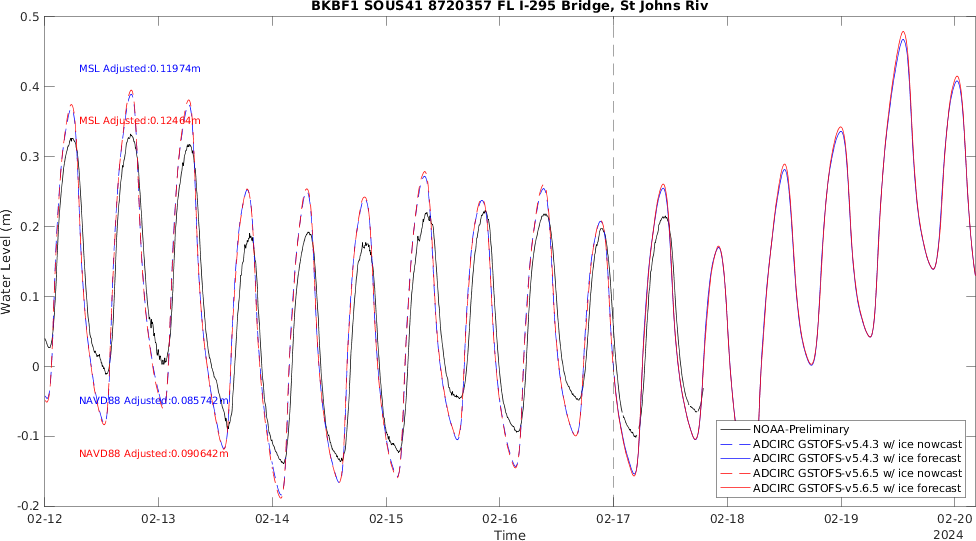 BKBF1 SOUS41 8720357 FL I-295 Bridge, St Johns Riv
0.5
0.4
0.3
0.2
0.1
0
-0.1
-0.2
Water Level (m)
MSL Adjusted:0.11974m
MSL Adjusted:0.12464m
NAVD88 Adjusted:0.085742m
NAVD88 Adjusted:0.090642m
NOAA-Preliminary
ADCIRC GSTOFS-v5.4.3 w/ ice nowcast
ADCIRC GSTOFS-v5.4.3 w/ ice forecast
ADCIRC GSTOFS-v5.6.5 w/ ice nowcast
ADCIRC GSTOFS-v5.6.5 w/ ice forecast
02-12 02-13 02-14 02-15 02-16 02-17 02-18 02-19 02-20
Time
2024